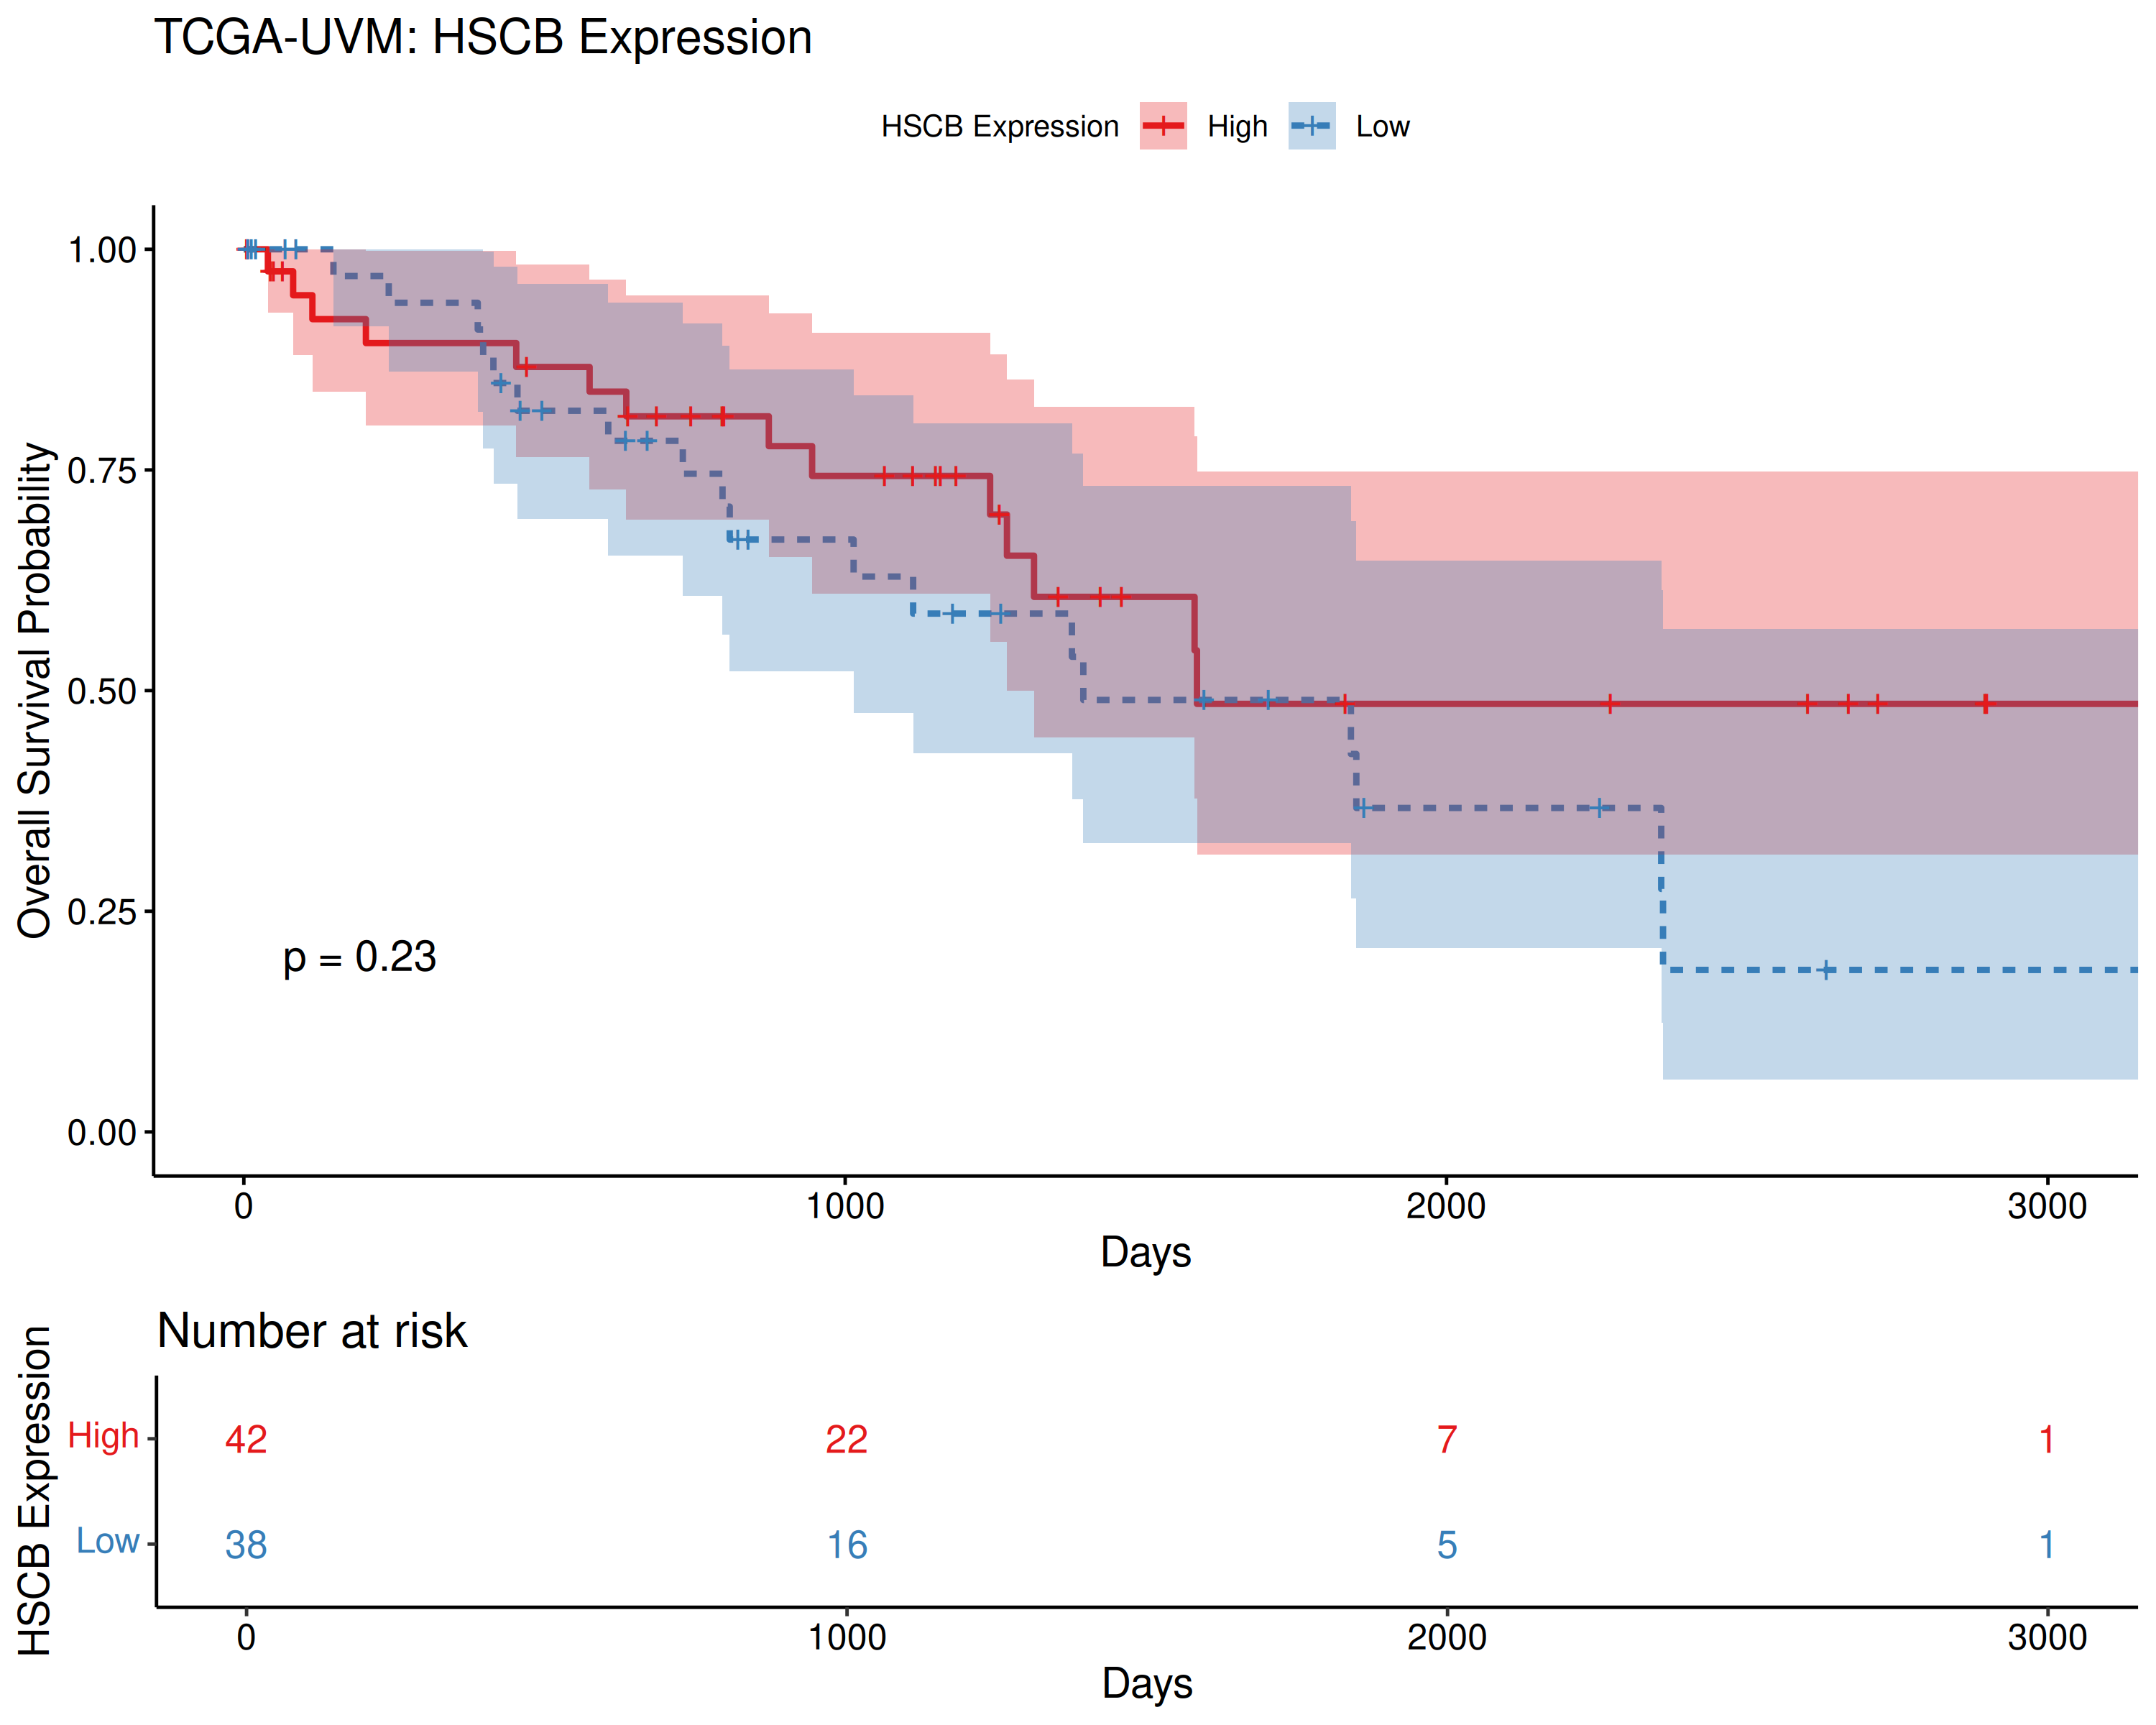 TCGA-UVM: HSCB Expression
HSCB Expression High Low
Overall Survival Probability
1.00
0.75
0.50
0.25
0.00
p = 0.23
0 1000 2000 3000
Days
Number at risk
HSCB Expression
High 42 22 7 1
Low 38 16 5 1
0 1000 2000 3000
Days